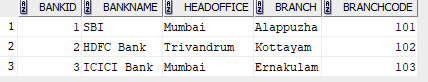 BANKID BANKNAME HEADOFFICE BRANCH BRANCHCODE
1 1 SBI Mumbai Alappuzha 101
2 2 HDFC Bank Trivandrum Kottayam 102
3 3 ICICI Bank Mumbai Ernakulam 103